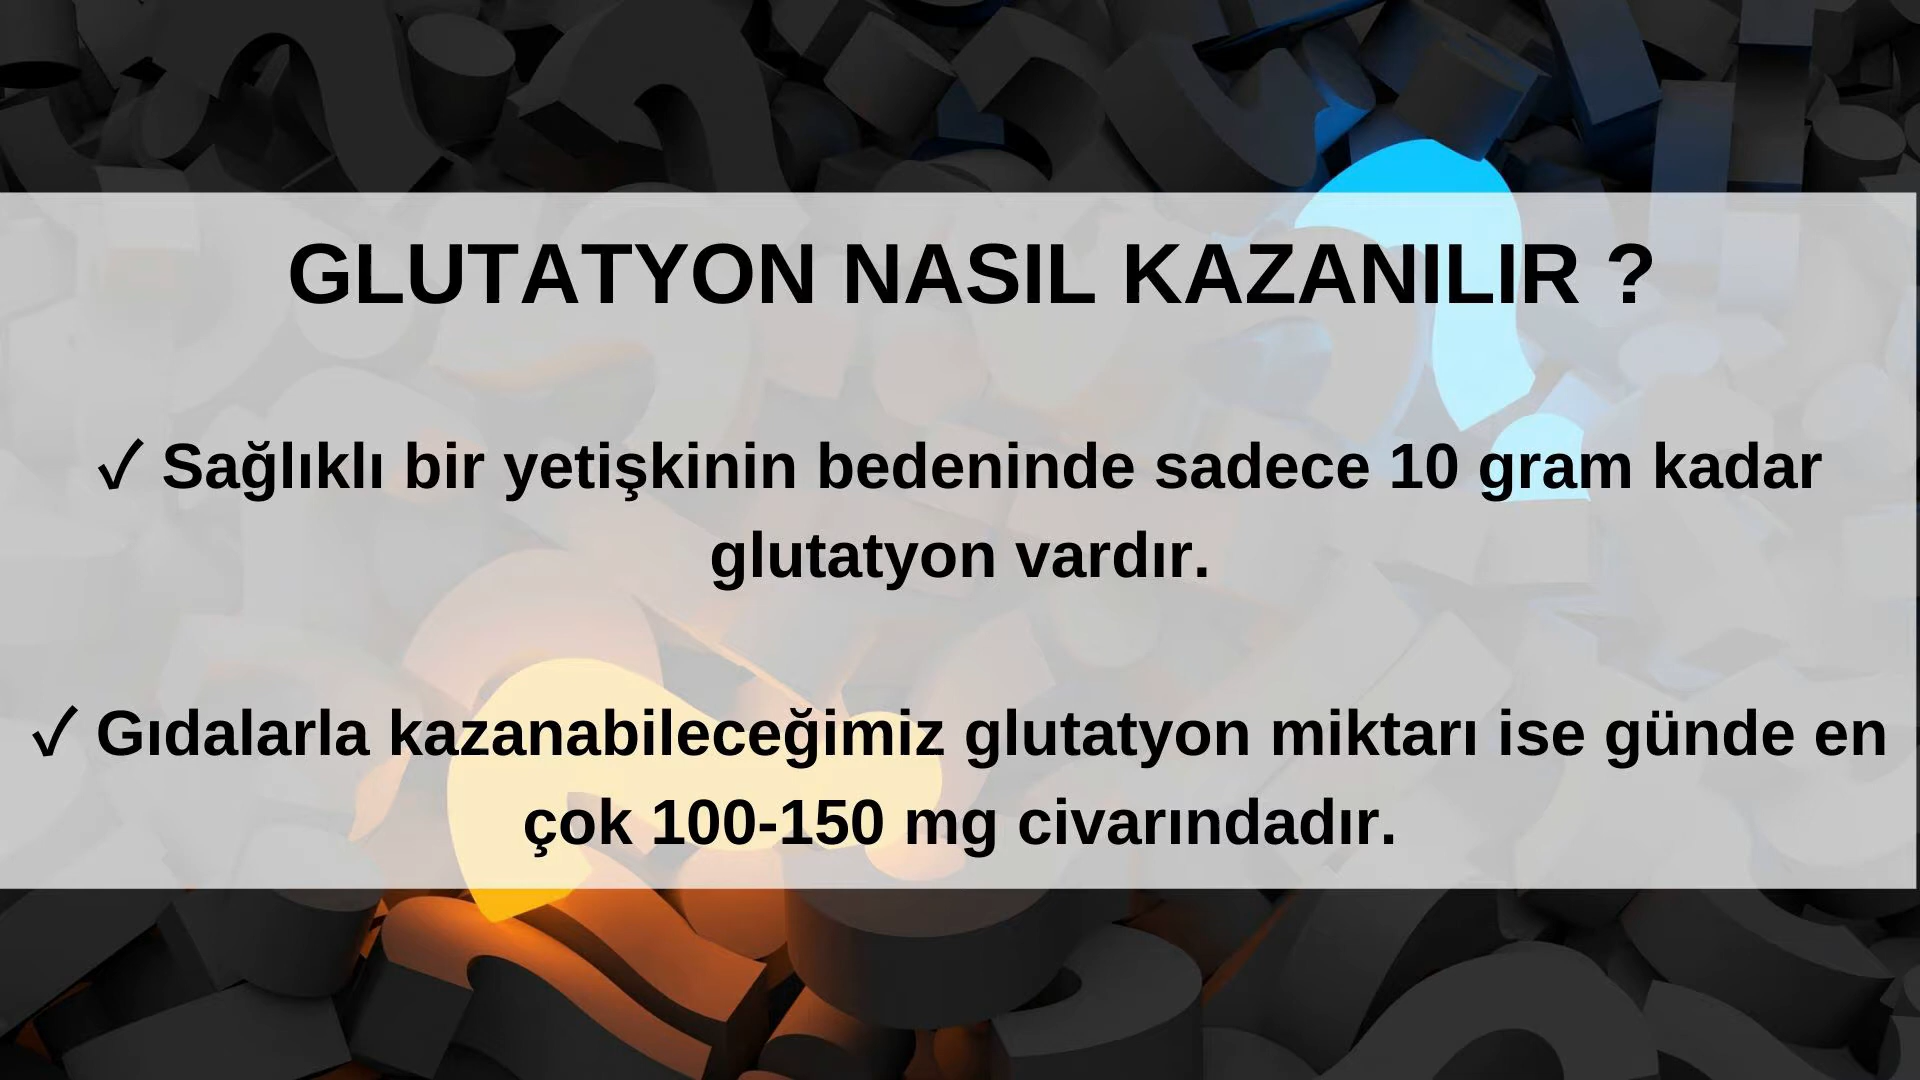 GLUTATYON NASIL KAZANILIR ?
✓ Sağlıklı bir yetişkinin bedeninde sadece 10 gram kadar
glutatyon vardır.
✓ Gıdalarla kazanabileceğimiz glutatyon miktarı ise günde en
çok 100-150 mg civarındadır.